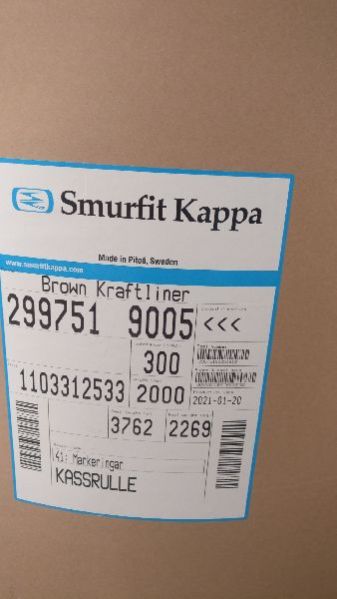 Smurfit Kappa
Made in Piteå, Sweden
www.smurfitkappa.com
Brown Kraftliner
299751 9005 <<<
300
1103312533 2000 2021-01-20
3762 2269
41: Markeringar
KASSRULLE